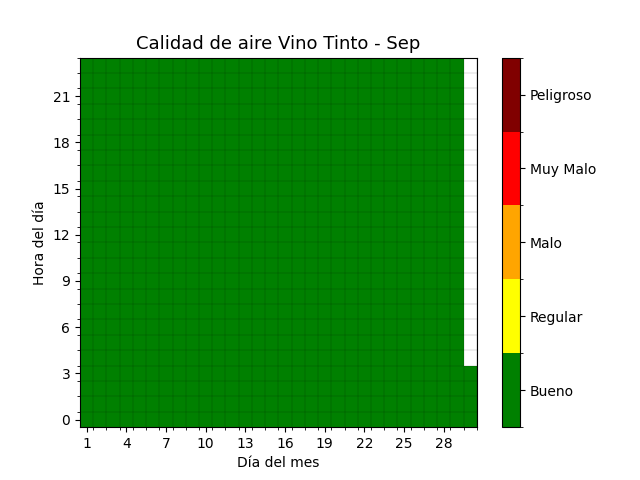 Calidad de aire Vino Tinto - Sep
Hora del día
21
18
15
12
9
6
3
0
1 4 7 10 13 16 19 22 25 28
Día del mes
Peligroso
Muy Malo
Malo
Regular
Bueno